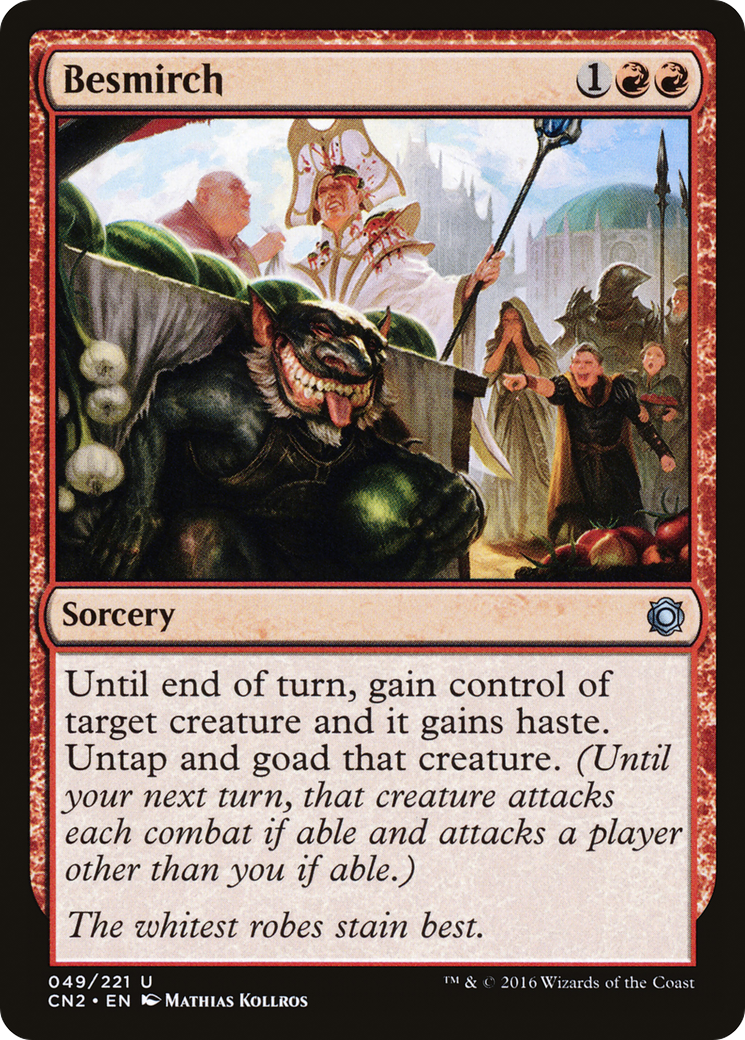 Besmirch 1
Sorcery
Until end of turn, gain control of
target creature and it gains haste.
Untap and goad that creature. (Until
your next turn, that creature attacks
each combat if able and attacks a player
other than you if able.)
The whitest robes stain best.
049/221 U
™ & © 2016 Wizards of the Coast
CN2 • EN Mathias Kollros